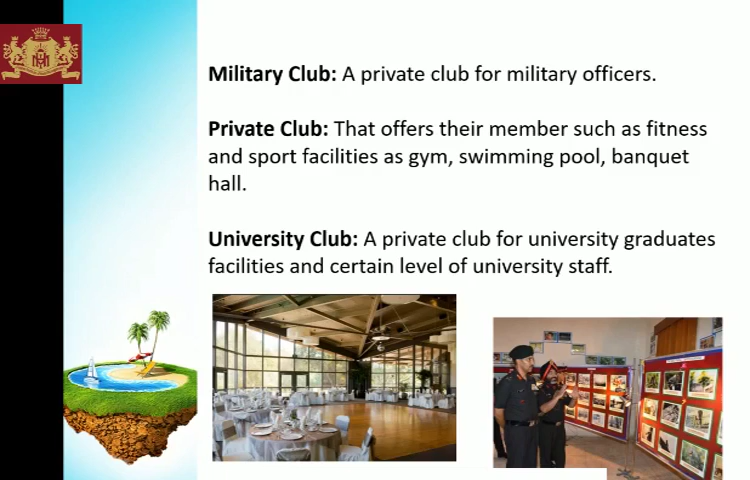 Military Club: A private club for military officers.
Private Club: That offers their member such as fitness
and sport facilities as gym, swimming pool, banquet
hall.
University Club: A private club for university graduates
facilities and certain level of university staff.